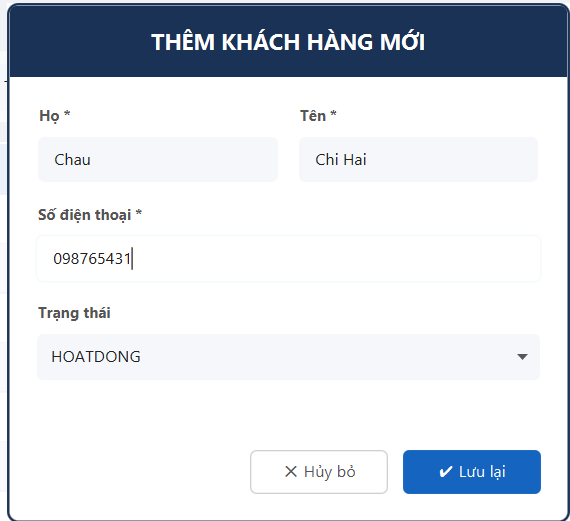 THÊM KHÁCH HÀNG MỚI
Họ * Tên *
Chau Chi Hai
Số điện thoại *
098765431
Trạng thái
HOATDONG
✕ Hủy bỏ ✔ Lưu lại